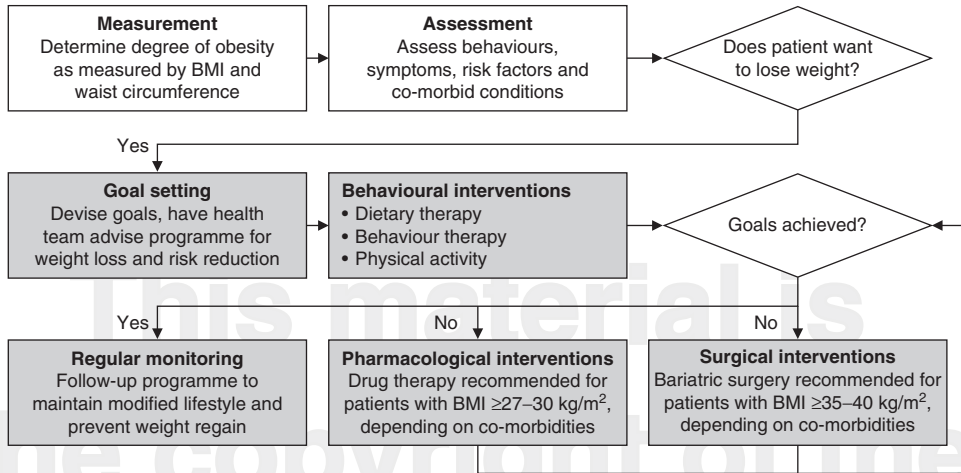 Measurement
Determine degree of obesity
as measured by BMI and
waist circumference
Assessment
Assess behaviours,
symptoms, risk factors and
co-morbid conditions
Does patient want
to lose weight?
Yes
Goal setting
Devise goals, have health
team advise programme for
weight loss and risk reduction
Behavioural interventions
• Dietary therapy
• Behaviour therapy
• Physical activity
Goals achieved?
Yes
No
No
Regular monitoring
Follow-up programme to
maintain modified lifestyle and
prevent weight regain
Pharmacological interventions
Drug therapy recommended for
patients with BMI ≥27–30 kg/m²,
depending on co-morbidities
Surgical interventions
Bariatric surgery recommended for
patients with BMI ≥35–40 kg/m²,
depending on co-morbidities
This material is
the copyright of the